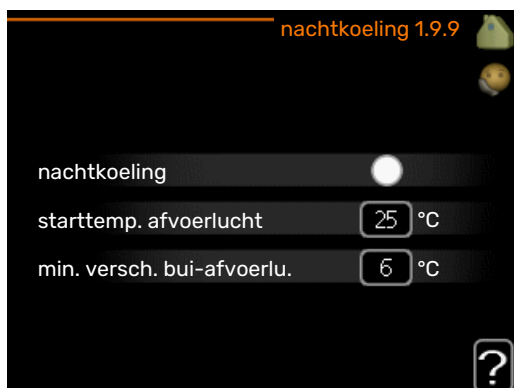 nachtkoeling 1.9.9
nachtkoeling
starttemp. afvoerlucht 25 °C
min. versch. bui-afvoerlu. 6 °C
?